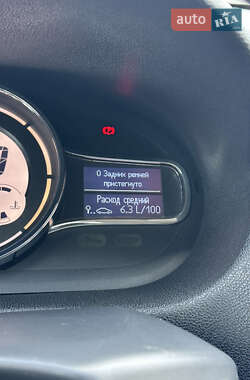 auto RIA
0 Задних ремней
пристегнуто
Расход средний
6.3 L/100